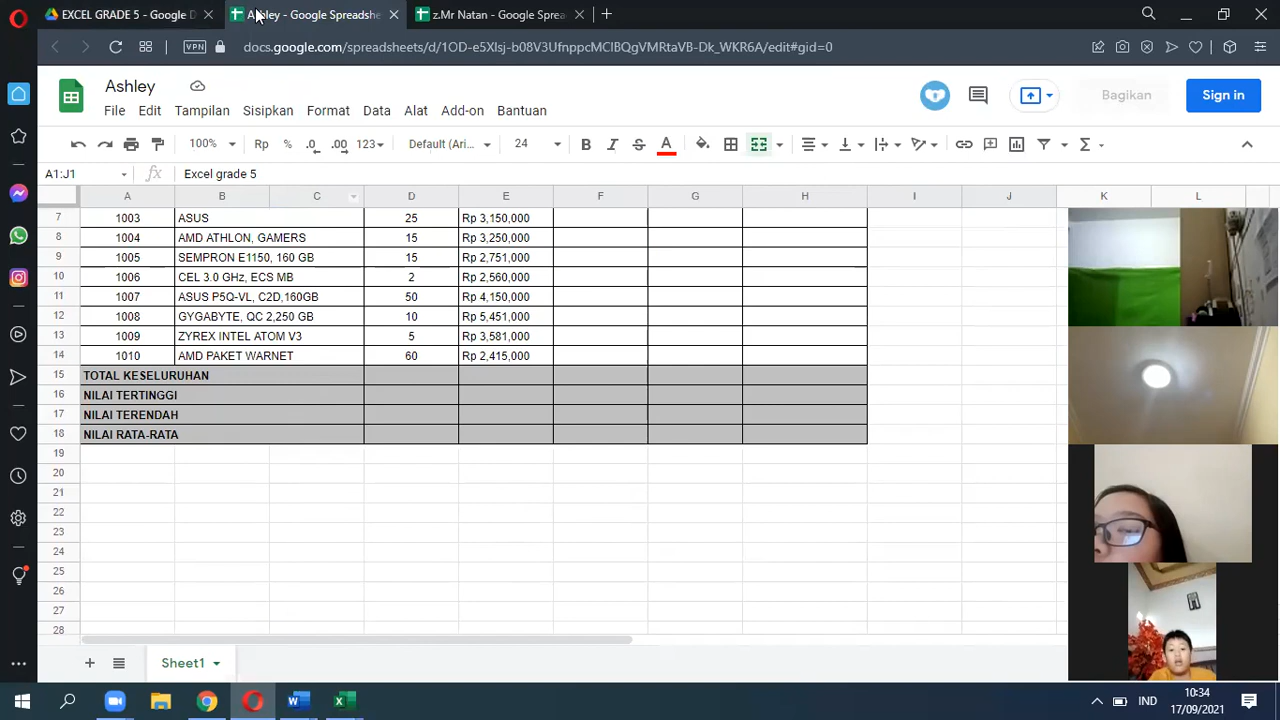 EXCEL GRADE 5 - Google D
Ashley - Google Spreadshe
z.Mr Natan - Google Sprea
VPN
docs.google.com/spreadsheets/d/1OD-e5Xlsj-b08V3UfnppcMClBQgVMRtaVB-Dk_WKR6A/edit#gid=0
Ashley
File Edit Tampilan Sisipkan Format Data Alat Add-on Bantuan
Bagikan
Sign in
100% Rp % .0 .00 123 Default (Ari... 24 B I S A
A1:J1 fx Excel grade 5
A B C D E F G H I J K L
7 1003 ASUS 25 Rp 3,150,000
8 1004 AMD ATHLON, GAMERS 15 Rp 3,250,000
9 1005 SEMPRON E1150, 160 GB 15 Rp 2,751,000
10 1006 CEL 3.0 GHz, ECS MB 2 Rp 2,560,000
11 1007 ASUS P5Q-VL, C2D,160GB 50 Rp 4,150,000
12 1008 GYGABYTE, QC 2,250 GB 10 Rp 5,451,000
13 1009 ZYREX INTEL ATOM V3 5 Rp 3,581,000
14 1010 AMD PAKET WARNET 60 Rp 2,415,000
15 TOTAL KESELURUHAN
16 NILAI TERTINGGI
17 NILAI TERENDAH
18 NILAI RATA-RATA
19
20
21
22
23
24
25
26
27
28
Sheet1
IND
10:34
17/09/2021